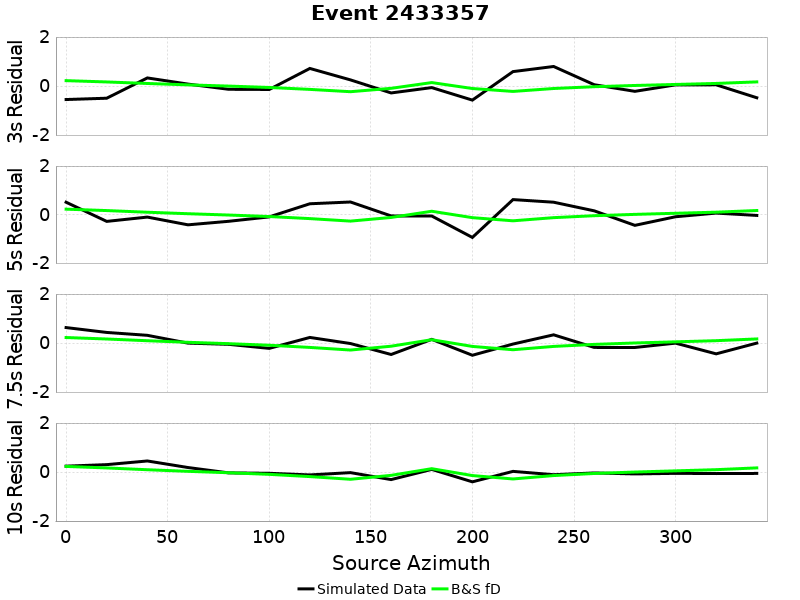 Event 2433357
3s Residual
2
0
-2
5s Residual
2
0
-2
7.5s Residual
2
0
-2
10s Residual
2
0
-2
0 50 100 150 200 250 300
Source Azimuth
Simulated Data B&S fD